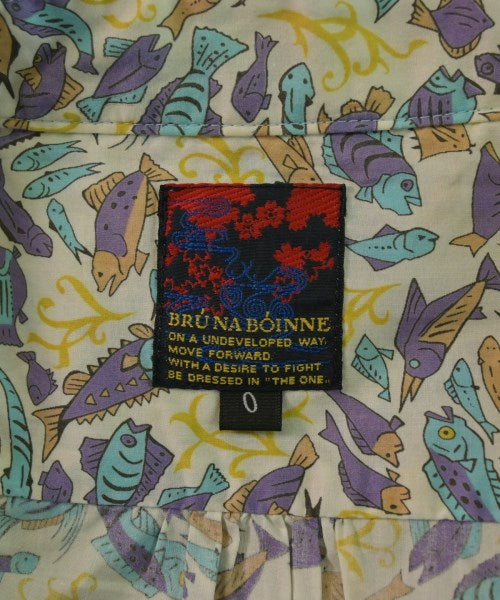 BRÚ NA BÓINNE
ON A UNDEVELOPED WAY,
MOVE FORWARD
WITH A DESIRE TO FIGHT
BE DRESSED IN "THE ONE".
0